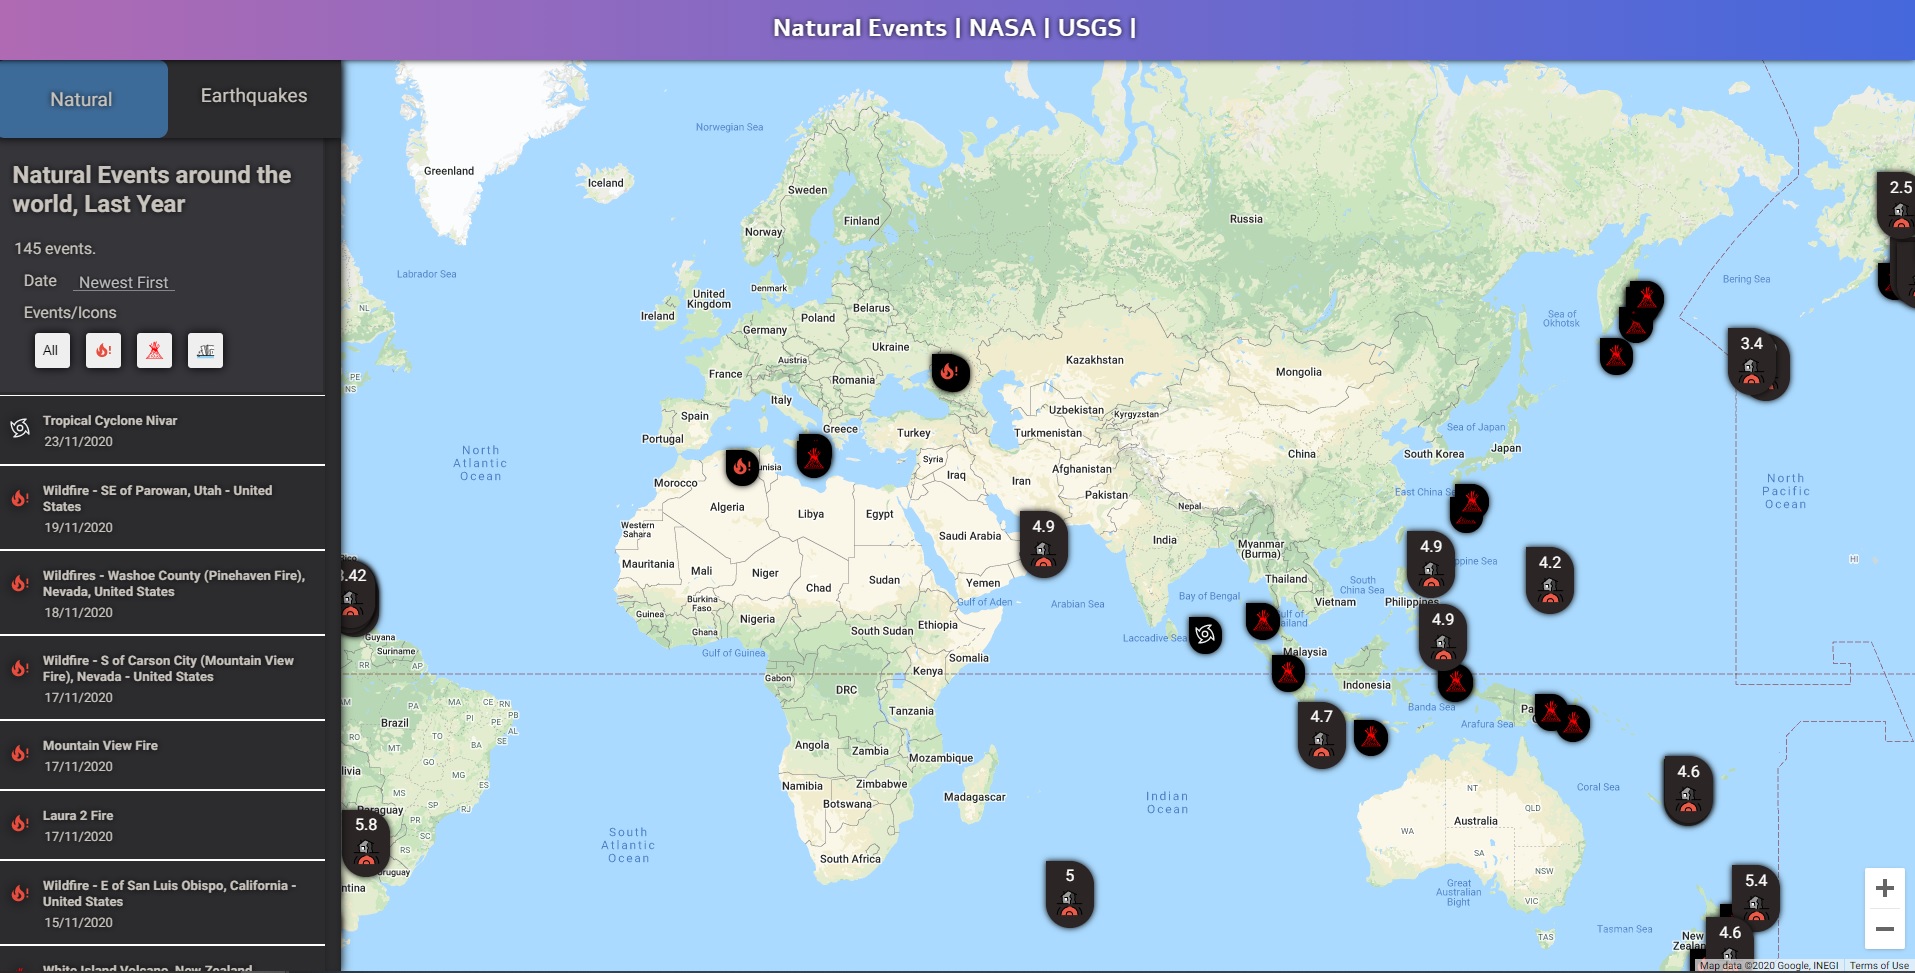 Natural Events | NASA | USGS |
Natural
Earthquakes
Natural Events around the
world, Last Year
145 events.
Date Newest First
Events/Icons
All
Tropical Cyclone Nivar
23/11/2020
Wildfire - SE of Parowan, Utah - United
States
19/11/2020
Wildfires - Washoe County (Pinehaven Fire),
Nevada, United States
18/11/2020
Wildfire - S of Carson City (Mountain View
Fire), Nevada - United States
17/11/2020
Mountain View Fire
17/11/2020
Laura 2 Fire
17/11/2020
Wildfire - E of San Luis Obispo, California -
United States
15/11/2020
White Island Volcano, New Zealand
Greenland
Iceland
Norwegian Sea
Sweden
Finland
Norway
Russia
Labrador Sea
Bering Sea
Sea of
Okhotsk
2.5
3.4
NL
PE
NS
United
Kingdom
Ireland
Denmark
Belarus
Poland
Germany
Ukraine
Austria
France
Romania
Italy
Spain
Portugal
Greece
Turkey
Kazakhstan
Mongolia
Uzbekistan
Kyrgyzstan
Turkmenistan
Sea of Japan
Japan
South Korea
China
North
Atlantic
Ocean
North
Pacific
Ocean
Morocco
unisia
Algeria
Libya
Egypt
Syria
Iraq
Iran
Afghanistan
Pakistan
Nepal
India
East China Sea
Western
Sahara
Saudi Arabia
4.9
Mauritania
Mali
Niger
Chad
Sudan
Yemen
Gulf of Aden
Arabian Sea
Bay of Bengal
Myanmar
(Burma)
Thailand
Vietnam
South
China Sea
Philippines
4.9
ppine Sea
4.2
HI
Rico
3.42
Guyana
Suriname
Guinea
Burkina
Faso
Ghana
Nigeria
South Sudan
Ethiopia
Somalia
Gulf of Guinea
Laccadive Sea
Gulf of
ailand
4.9
Malaysia
Indonesia
Banda Sea
Arafura Sea
Gabon
DRC
Kenya
Tanzania
Angola
Zambia
Mozambique
Namibia
Zimbabwe
Botswana
Madagascar
South Africa
AM
RR
AP
PA
MA
CE
RN
PB
PI
TO
AL
SE
BA
RO
MT
GO
MG
ES
MS
SP
RJ
PR
SC
RS
Brazil
livia
Paraguay
5.8
Uruguay
ntina
South
Atlantic
Ocean
Indian
Ocean
5
4.7
4.6
Coral Sea
NT
QLD
Australia
WA
SA
NSW
VIC
TAS
Great
Australian
Bight
Tasman Sea
5.4
4.6
New
Zealan
Map data ©2020 Google, INEGI
Terms of Use